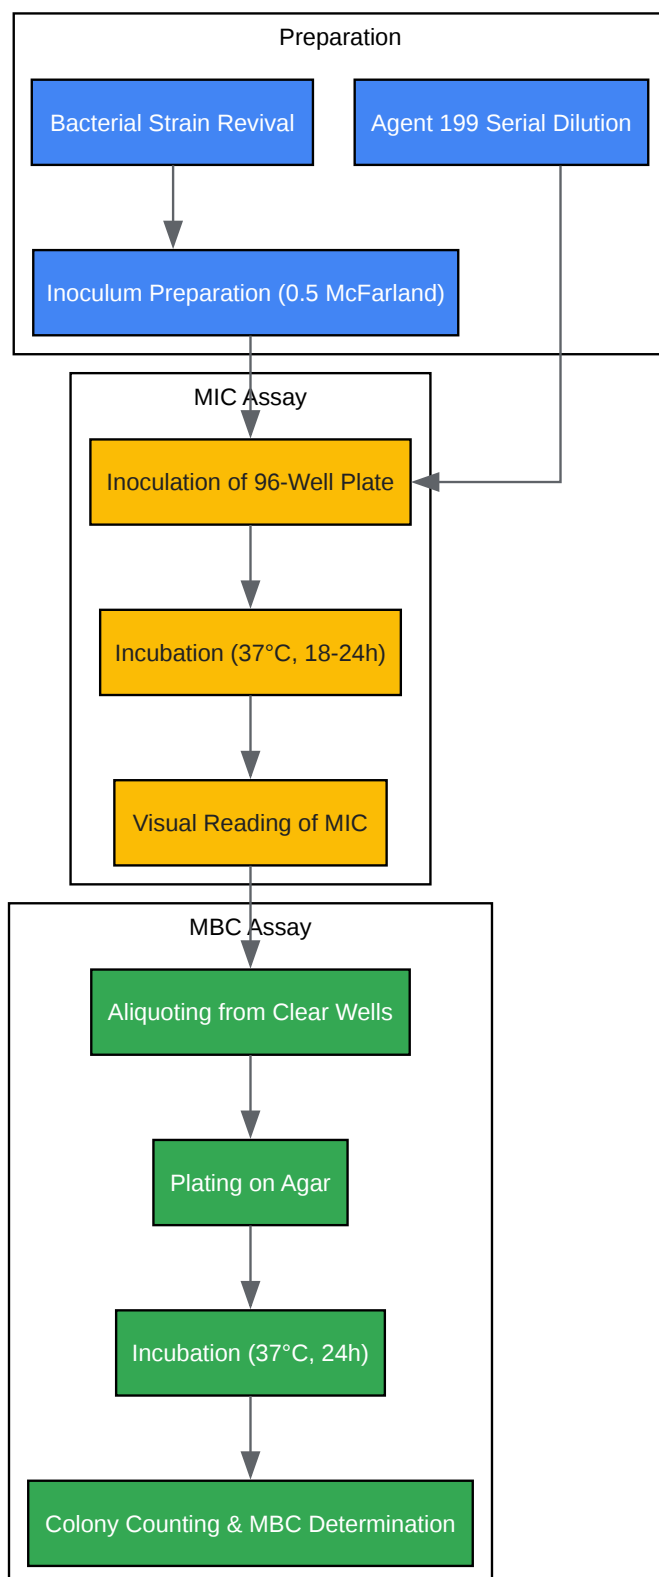 Preparation
Bacterial Strain Revival
Agent 199 Serial Dilution
Inoculum Preparation (0.5 McFarland)
MIC Assay
Inoculation of 96-Well Plate
Incubation (37°C, 18-24h)
Visual Reading of MIC
MBC Assay
Aliquoting from Clear Wells
Plating on Agar
Incubation (37°C, 24h)
Colony Counting & MBC Determination